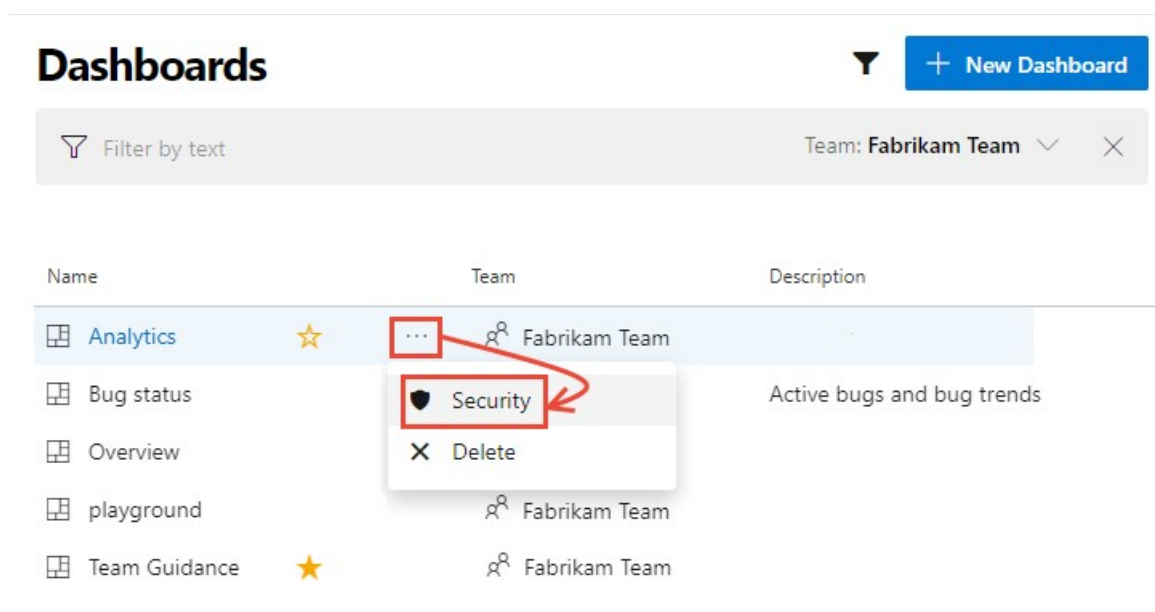 Dashboards
New Dashboard
Filter by text
Team: Fabrikam Team
Name Team Description
Analytics ... Fabrikam Team
Security
Bug status Active bugs and bug trends
Delete
Overview
playground Fabrikam Team
Team Guidance Fabrikam Team